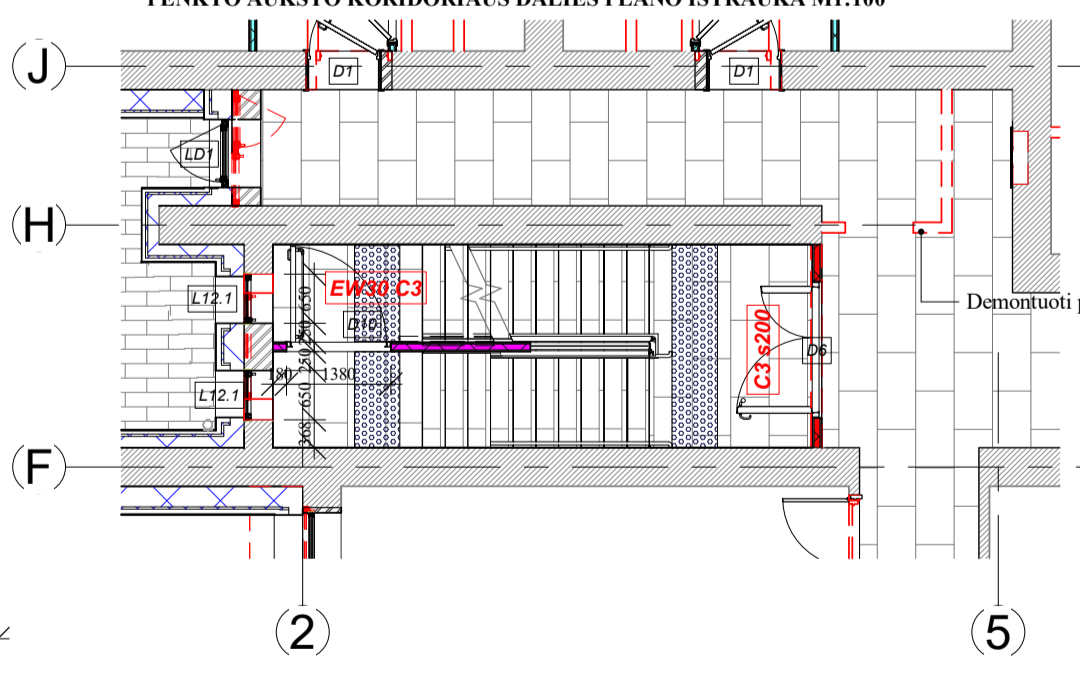 PENKTO AUKŠTO KORIDORIAUS DALIES PLANO IŠTRAUKA M1:100
J
D1
D1
LD1
H
L12.1
EW30 C3
D10
650
250
250
180
1380
650
368
L12.1
C3 s200
D6
Demontuoti
F
2
5